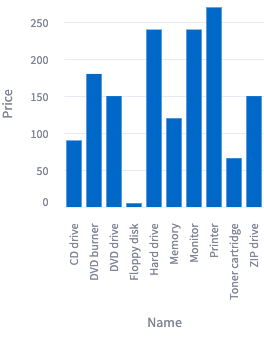 Price
250
200
150
100
50
0
CD drive
DVD burner
DVD drive
Floppy disk
Hard drive
Memory
Monitor
Printer
Toner cartridge
ZIP drive
Name